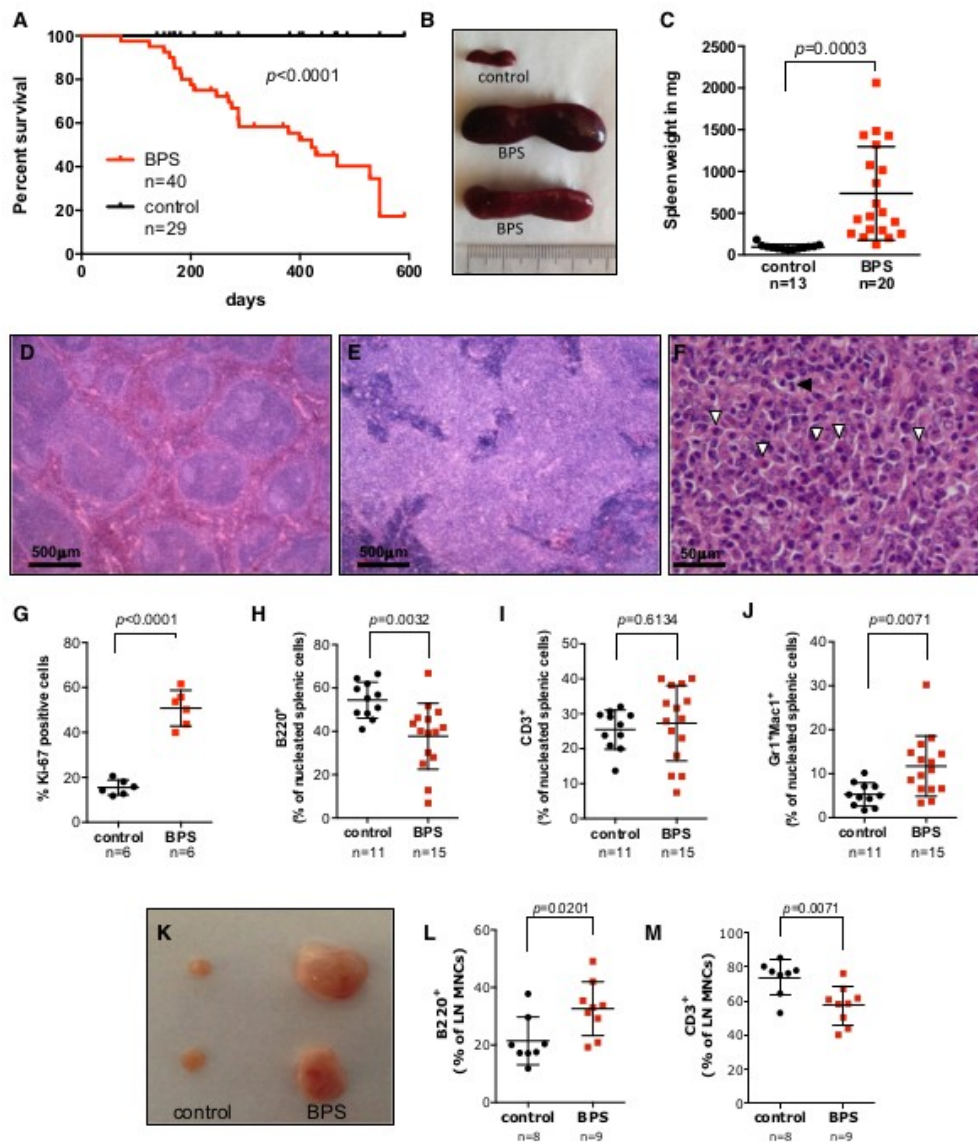 A
Percent survival
100
80
60
40
20
0
0
200
400
600
days
p<0.0001
BPS
n=40
control
n=29
B
control
BPS
BPS
C
Spleen weight in mg
2500
2000
1500
1000
500
0
p=0.0003
control
n=13
BPS
n=20
D
500µm
E
500µm
F
50µm
G
% Ki-67 positive cells
80
60
40
20
0
p<0.0001
control
n=6
BPS
n=6
H
B220+
(% of nucleated splenic cells)
80
60
40
20
0
p=0.0032
control
n=11
BPS
n=15
I
CD3+
(% of nucleated splenic cells)
50
40
30
20
10
0
p=0.6134
control
n=11
BPS
n=15
J
Gr1+Mac1+
(% of nucleated splenic cells)
40
30
20
10
0
p=0.0071
control
n=11
BPS
n=15
K
control
BPS
L
B220+
(% of LN MNCs)
60
50
40
30
20
10
0
p=0.0201
control
n=8
BPS
n=9
M
CD3+
(% of LN MNCs)
100
80
60
40
20
0
p=0.0071
control
n=8
BPS
n=9